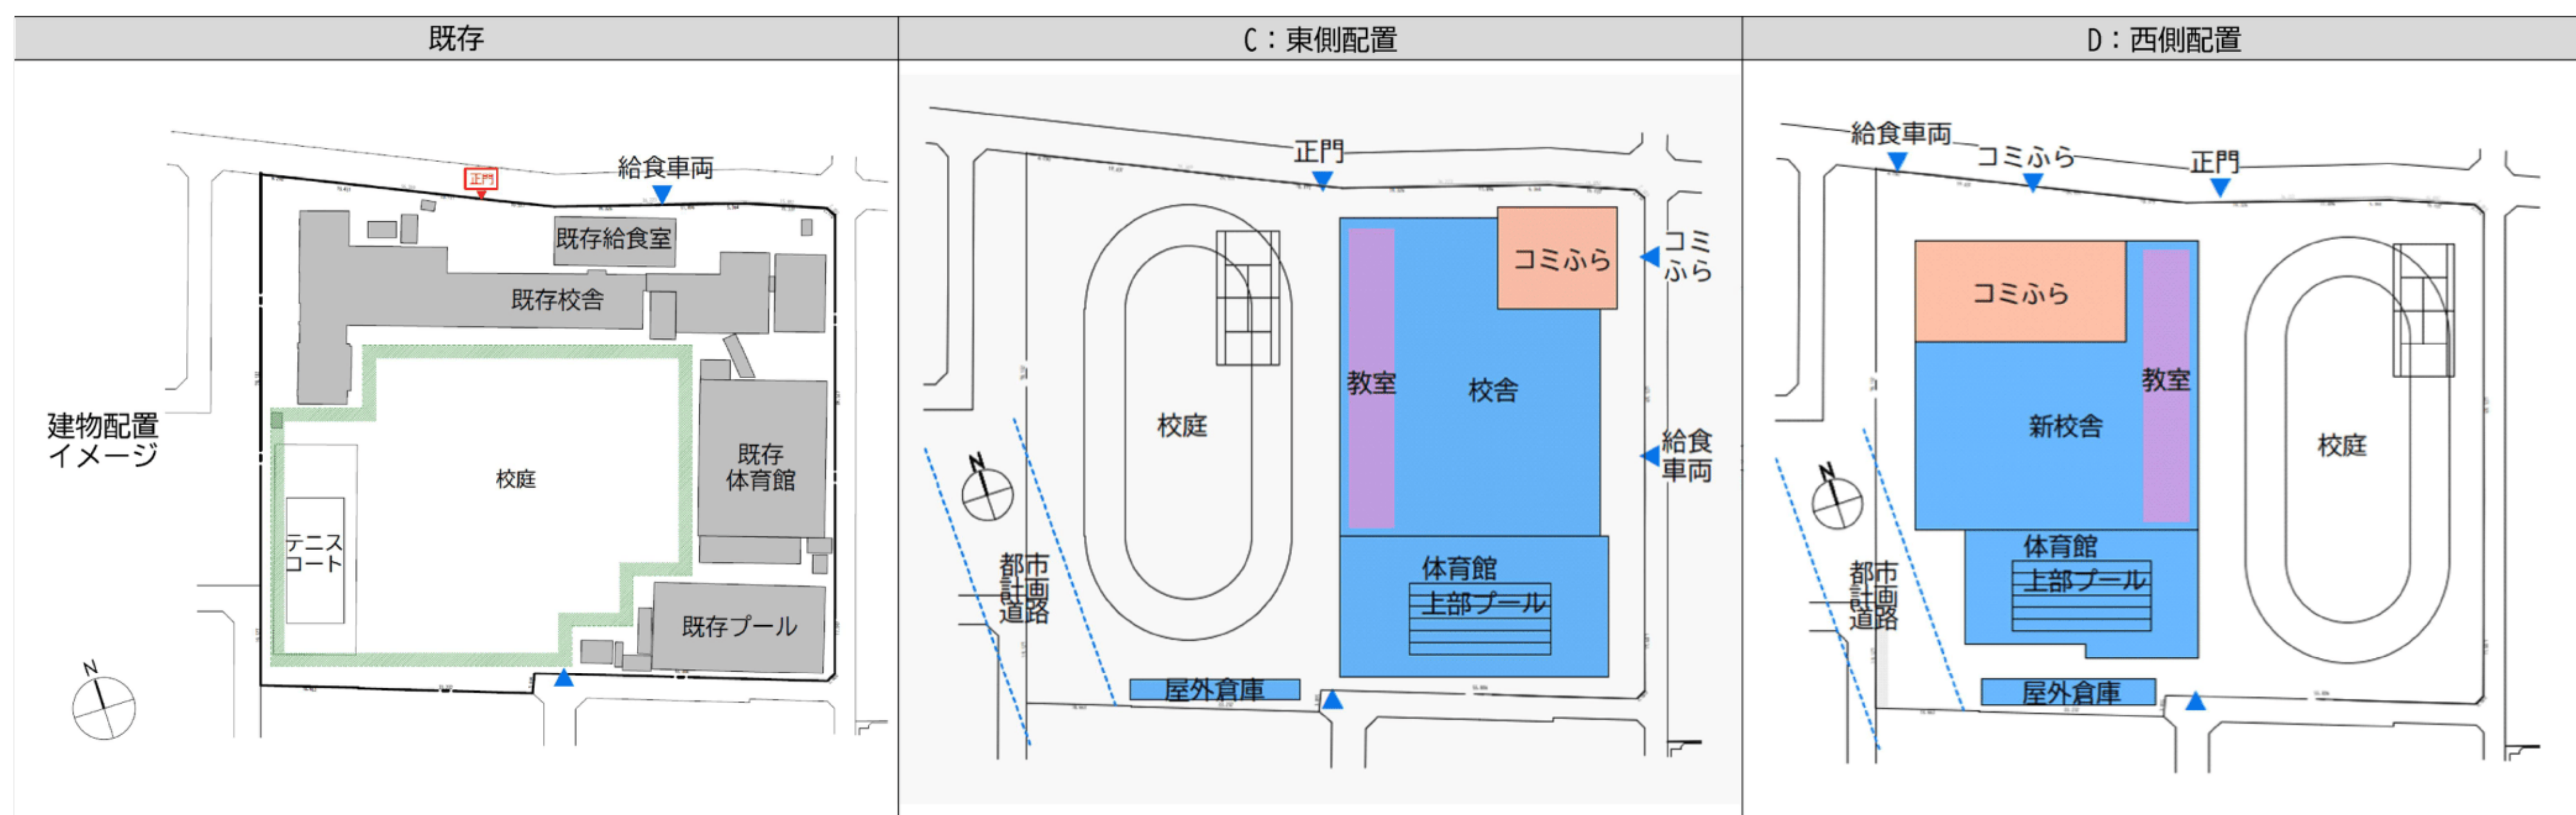 既存
C：東側配置
D：西側配置
建物配置
イメージ
正門
給食車両
既存給食室
既存校舎
校庭
既存
体育館
テニス
コート
既存プール
N
正門
コミふら
コミ
ふら
教室
校舎
校庭
給食
車両
N
都市
計画
道路
体育館
上部プール
屋外倉庫
給食車両
コミふら
正門
コミふら
教室
新校舎
校庭
N
都市
計画
道路
体育館
上部プール
屋外倉庫